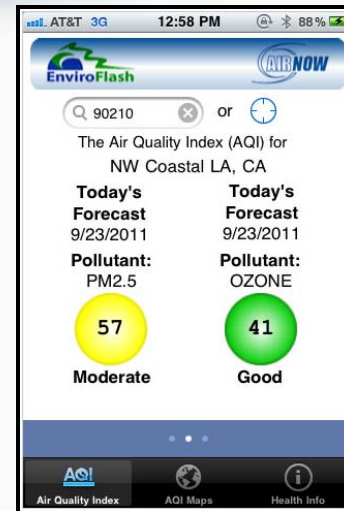 AT&T 3G 12:58 PM 88%
EnviroFlash
AIRNOW
90210 or
The Air Quality Index (AQI) for
NW Coastal LA, CA
Today's Today's
Forecast Forecast
9/23/2011 9/23/2011
Pollutant: Pollutant:
PM2.5 OZONE
57 41
Moderate Good
AQI
Air Quality Index AQI Maps Health Info